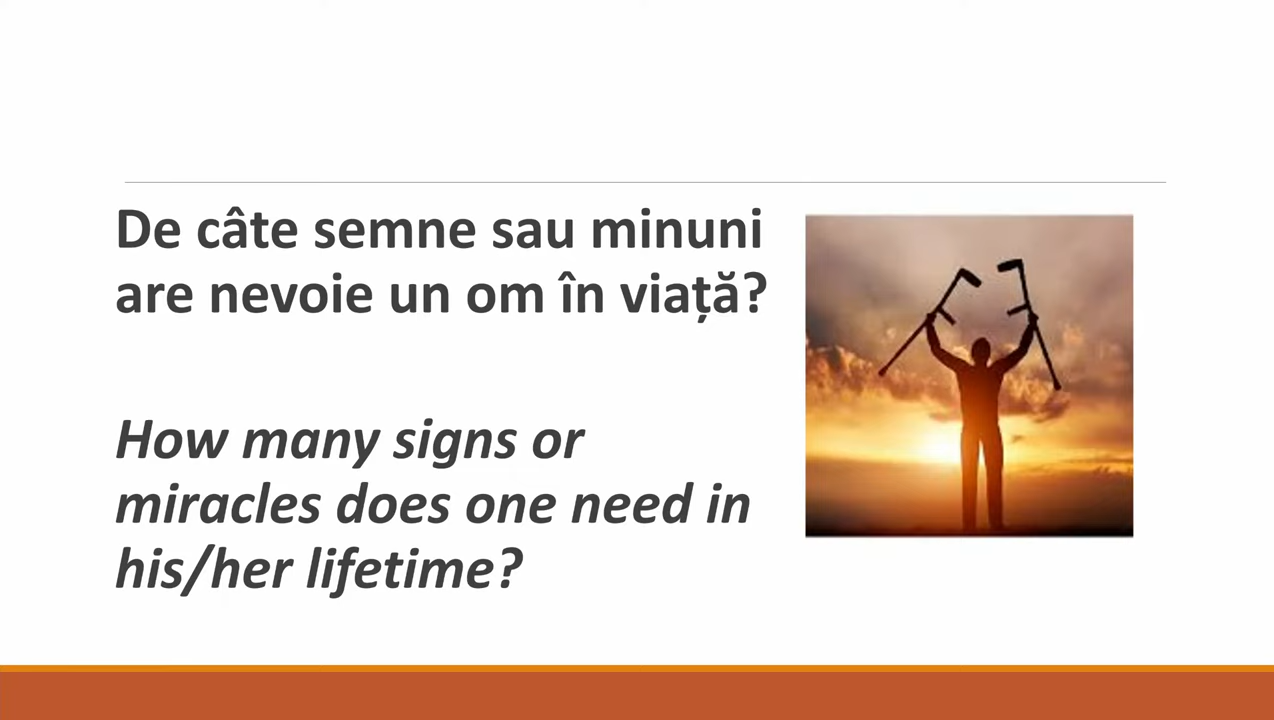 De câte semne sau minuni
are nevoie un om în viață?
How many signs or
miracles does one need in
his/her lifetime?